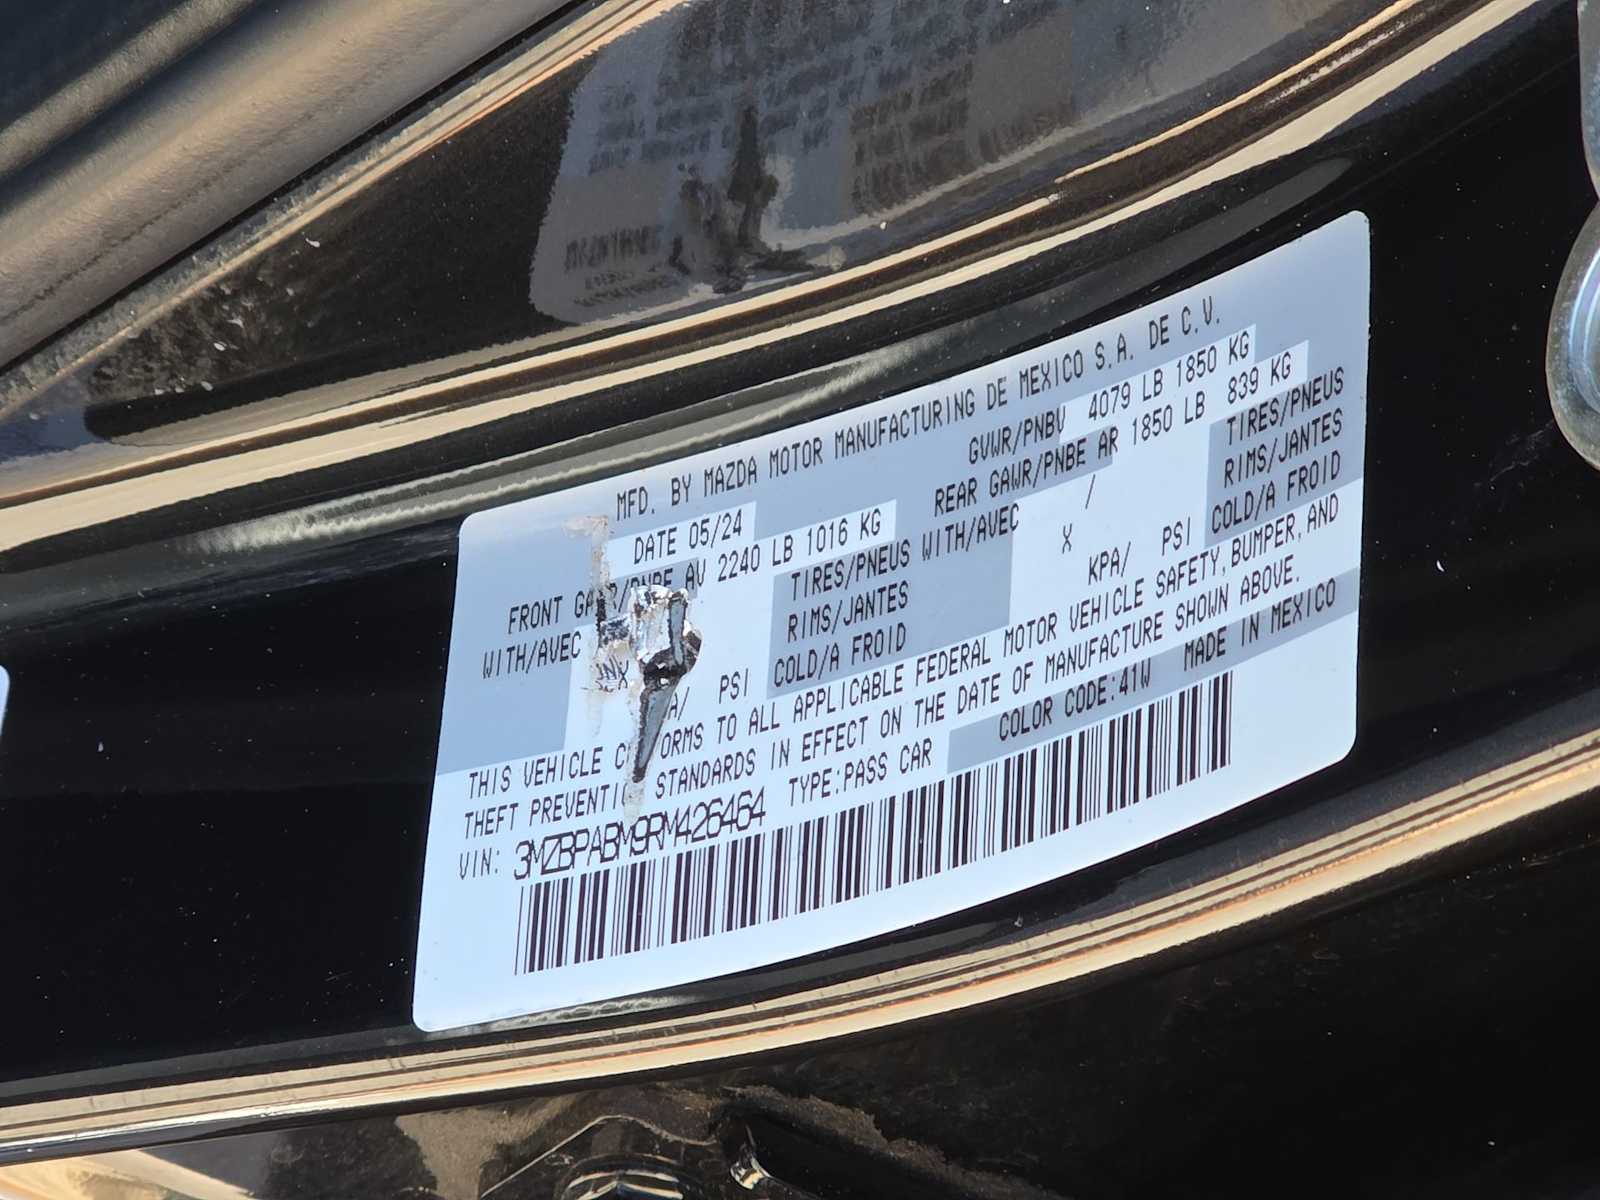 MFD. BY MAZDA MOTOR MANUFACTURING DE MEXICO S.A. DE C.V.
DATE 05/24 GVWR/PNBV 4079 LB 1850 KG
FRONT GAWR/PNBE AV 2240 LB 1016 KG REAR GAWR/PNBE AR 1850 LB 839 KG
WITH/AVEC TIRES/PNEUS WITH/AVEC / TIRES/PNEUS
RIMS/JANTES X RIMS/JANTES
PSI COLD/A FROID KPA/ PSI COLD/A FROID
THIS VEHICLE CONFORMS TO ALL APPLICABLE FEDERAL MOTOR VEHICLE SAFETY, BUMPER, AND
THEFT PREVENTION STANDARDS IN EFFECT ON THE DATE OF MANUFACTURE SHOWN ABOVE.
VIN: 3MZBPABM9RM426464 TYPE:PASS CAR COLOR CODE:41W MADE IN MEXICO